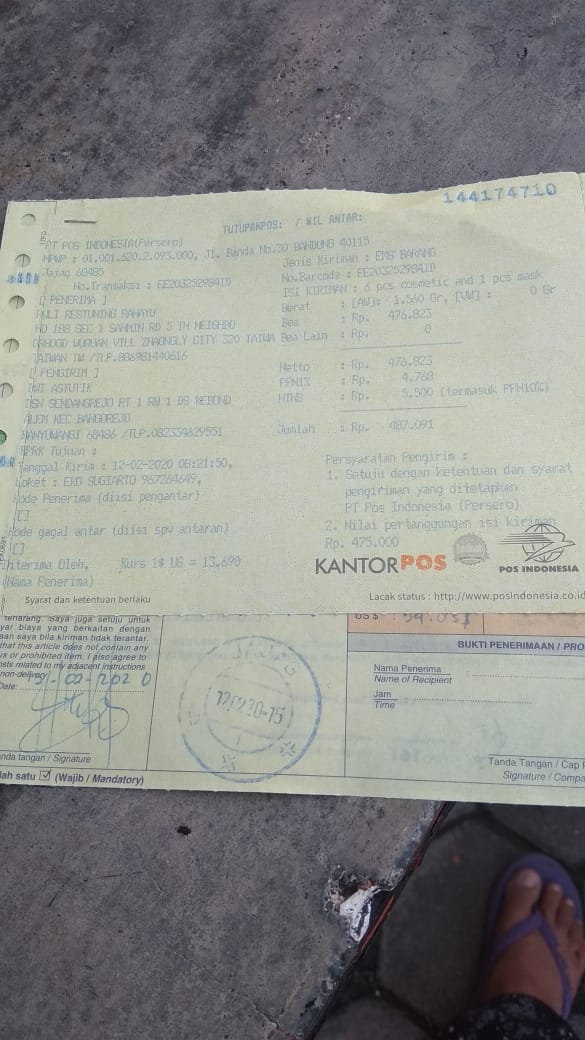 144174710
TUTUPANPOS: / WIL ANTAR:
PT POS INDONESIA(Persero)
NPWP : 01.001.620.2.093.000, Jl. Banda No.30 BANDUNG 40115
Jajag 68485
No.Transaksi : EE203252984ID
[ PENERIMA ]
RULI RESTUNING RAHAYU
NO 188 SEC 1 SANMIN RD 5 TH NEIGHBO
WUQUAN VILL ZHAONGLY CITY 320 TAIWA
TAIWAN TW /TLP.886981440616
[ PENGIRIM ]
DWI ASTUTIK
DSN SENDANGREJO RT 1 RW 1 DS KEBOND
ALEM KEC BANGOREJO
BANYUWANGI 68486 /TLP.082334629551
NPRK Tujuan :
Tanggal Kirim : 12-02-2020 08:21:50,
Loket : EKO SUGIARTO 967264649,
Kode Penerima (diisi pengantar)
[]
Kode gagal antar (diisi spv antaran)
[]
Diterima Oleh, Kurs 1$ US = 13.690
(Nama Penerima)
Syarat dan ketentuan berlaku
Jenis Kiriman : EMS BARANG
No.Barcode : EE203252984ID
ISI KIRIMAN : 6 pcs cosmetic and 1 pcs mask
Berat : [AW]: 1.560 Gr, [VW] : 0 Gr
Bea : Rp. 476.823
Bea Lain : Rp. 0
Netto : Rp. 476.823
PPN1% : Rp. 4.768
HTNB : Rp. 5.500 (termasuk PPN10%)
Jumlah : Rp. 487.091
Persyaratan Pengirim :
1. Setuju dengan ketentuan dan syarat
pengiriman yang ditetapkan
PT Pos Indonesia (Persero)
2. Nilai pertanggungan isi kiriman
Rp. 475.000
KANTORPOS
POS INDONESIA
Lacak status : http://www.posindonesia.co.id
US $
terlarang. Saya juga setuju untuk
yar biaya yang berkaitan dengan
aan saya bila kiriman tidak terantar.
that this article does not contain any
us or prohibited item. I also agree to
osts related to my adjacent instructions
non-delivery
Date:
-02-2020
nda tangan / Signature
lah satu ☑ (Wajib / Mandatory)
12.02.20-15
BUKTI PENERIMAAN / PRO
Nama Penerima
Name of Recipient
Jam
Time
Tanda Tangan / Cap P
Signature / Compa